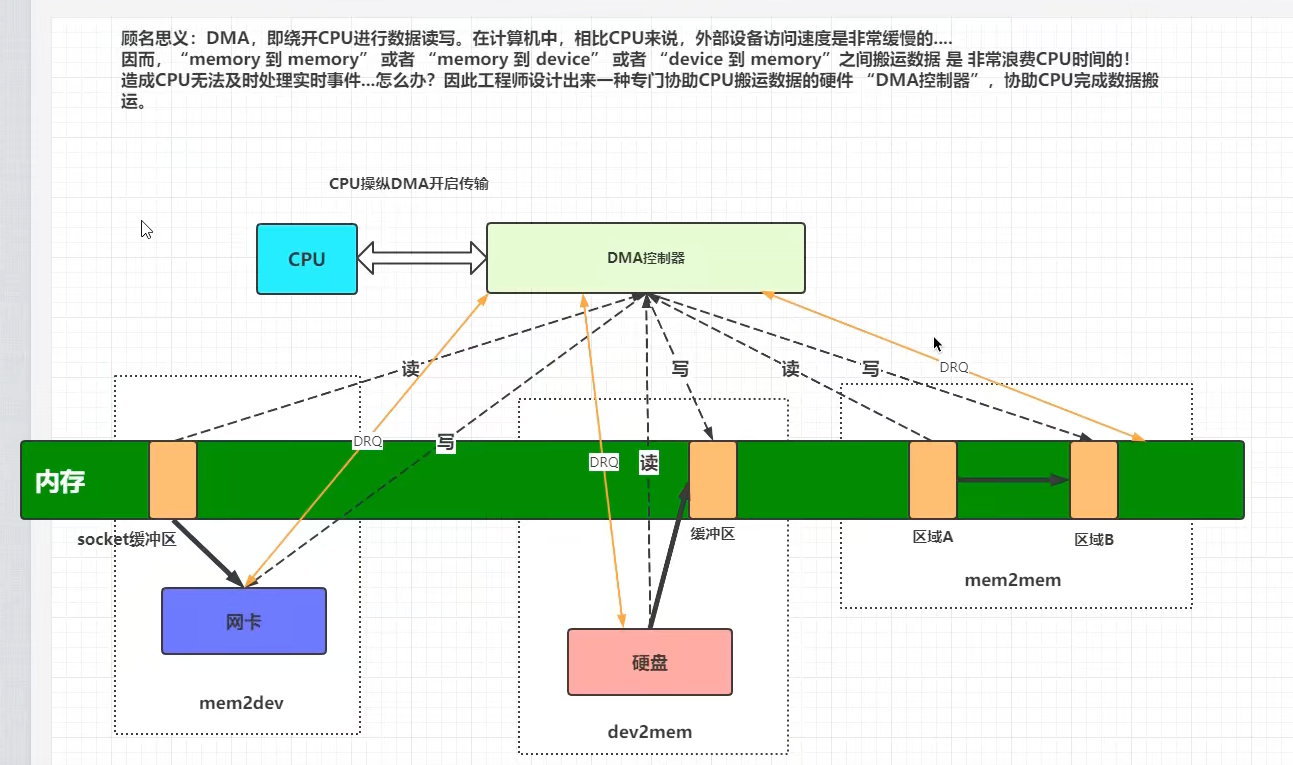 顾名思义：DMA，即绕开CPU进行数据读写。在计算机中，相比CPU来说，外部设备访问速度是非常缓慢的....
因而，“memory 到 memory” 或者 “memory 到 device” 或者 “device 到 memory”之间搬运数据 是 非常浪费CPU时间的！
造成CPU无法及时处理实时事件...怎么办？因此工程师设计出来一种专门协助CPU搬运数据的硬件 “DMA控制器”，协助CPU完成数据搬
运。
CPU操纵DMA开启传输
CPU
DMA控制器
读
写
读
写
DRQ
DRQ
写
DRQ
读
内存
socket缓冲区
缓冲区
区域A
区域B
mem2mem
网卡
硬盘
mem2dev
dev2mem